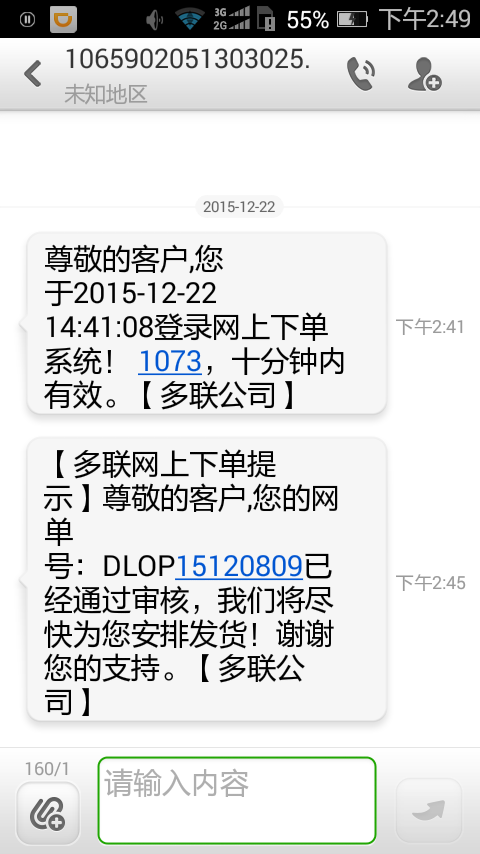 3G
2G
55%
下午2:49
1065902051303025.
未知地区
2015-12-22
尊敬的客户,您
于2015-12-22
14:41:08登录网上下单
系统！1073，十分钟内
有效。【多联公司】
下午2:41
【多联网上下单提
示】尊敬的客户,您的网
单
号：DLOP15120809已
经通过审核，我们将尽
快为您安排发货！谢谢
您的支持。【多联公
司】
下午2:45
160/1
请输入内容